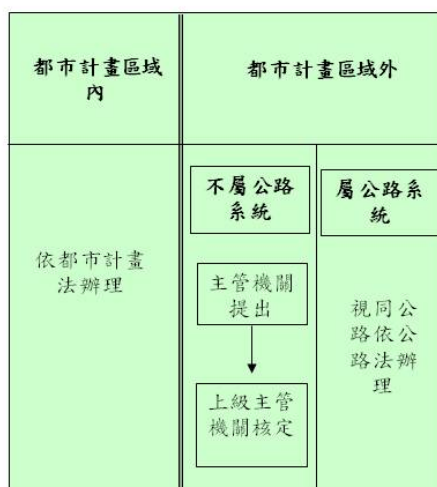 都市計畫區域
內
都市計畫區域外
依都市計畫
法辦理
不屬公路
系統
主管機關
提出
上級主管
機關核定
屬公路系
統
視同公
路依公
路法辦
理